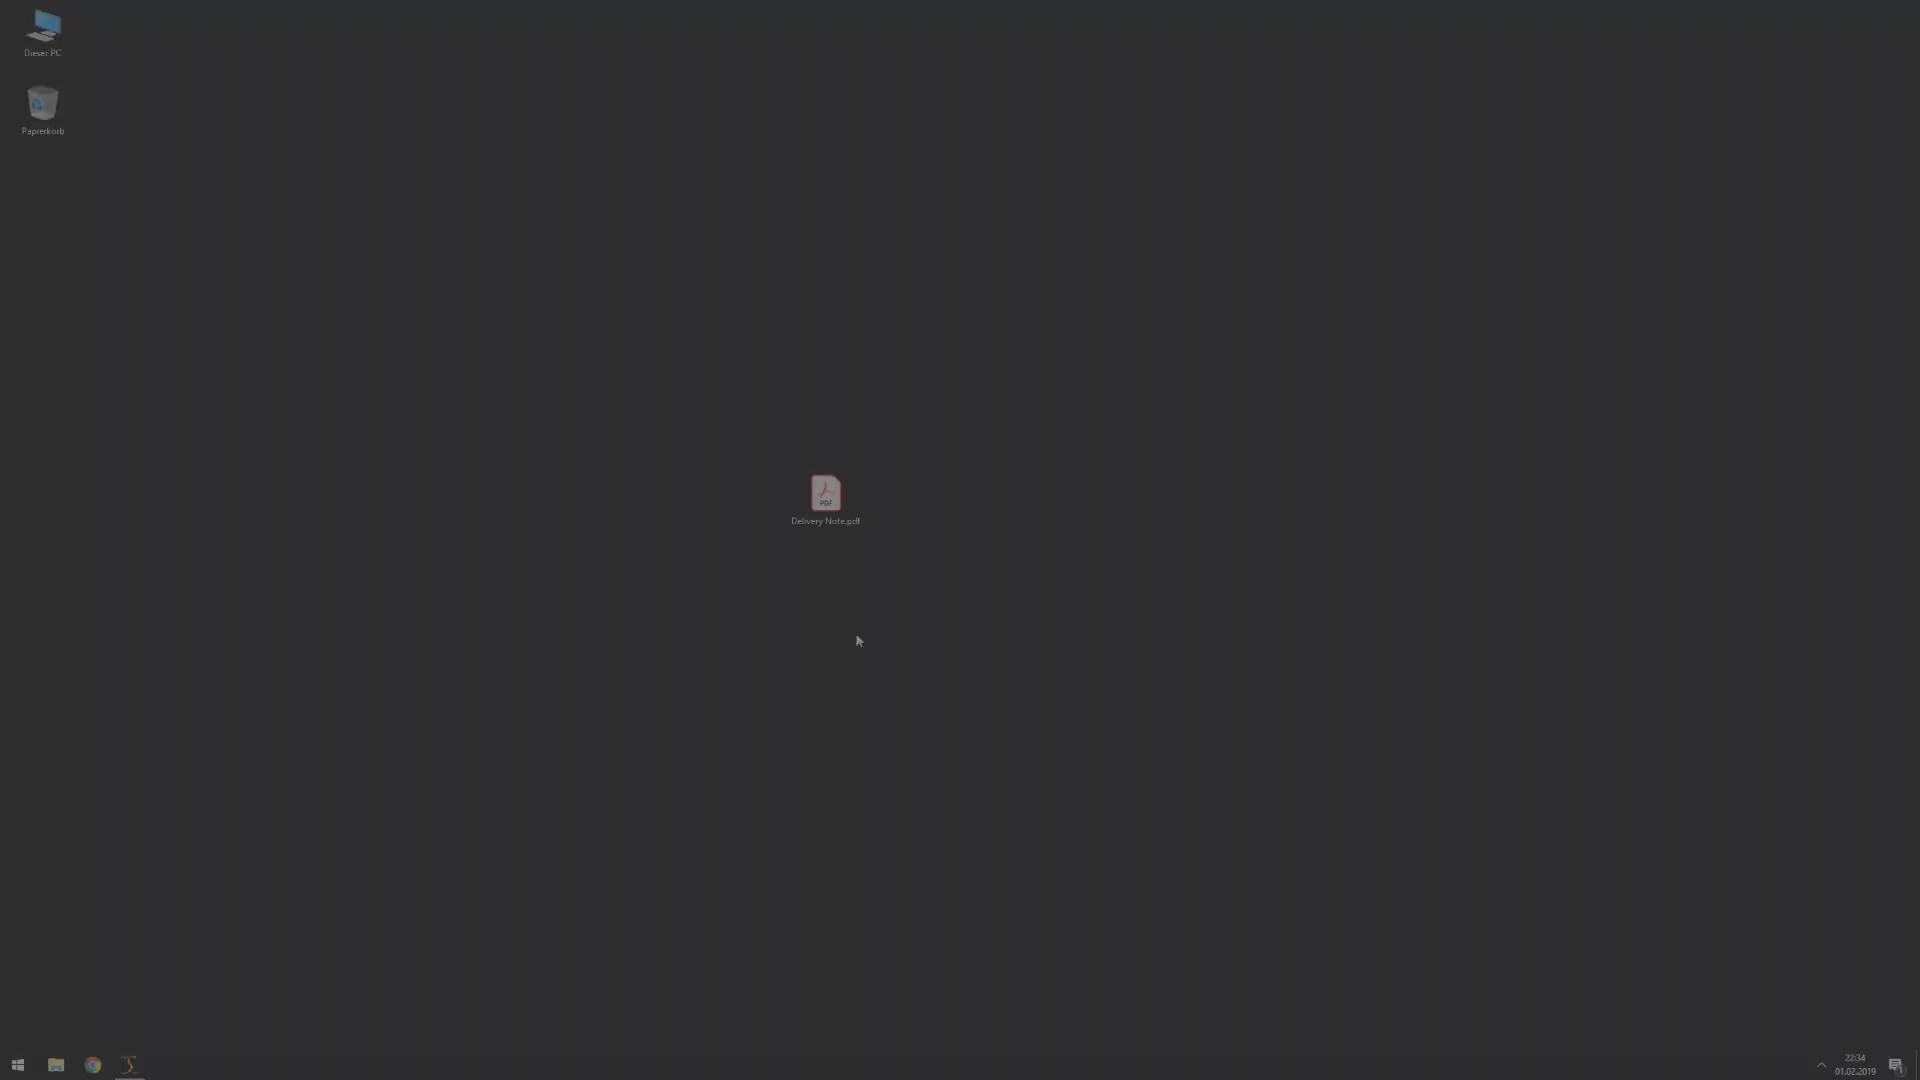 Dieser PC
Papierkorb
PDF
Delivery Note.pdf
22:34
01.02.2019